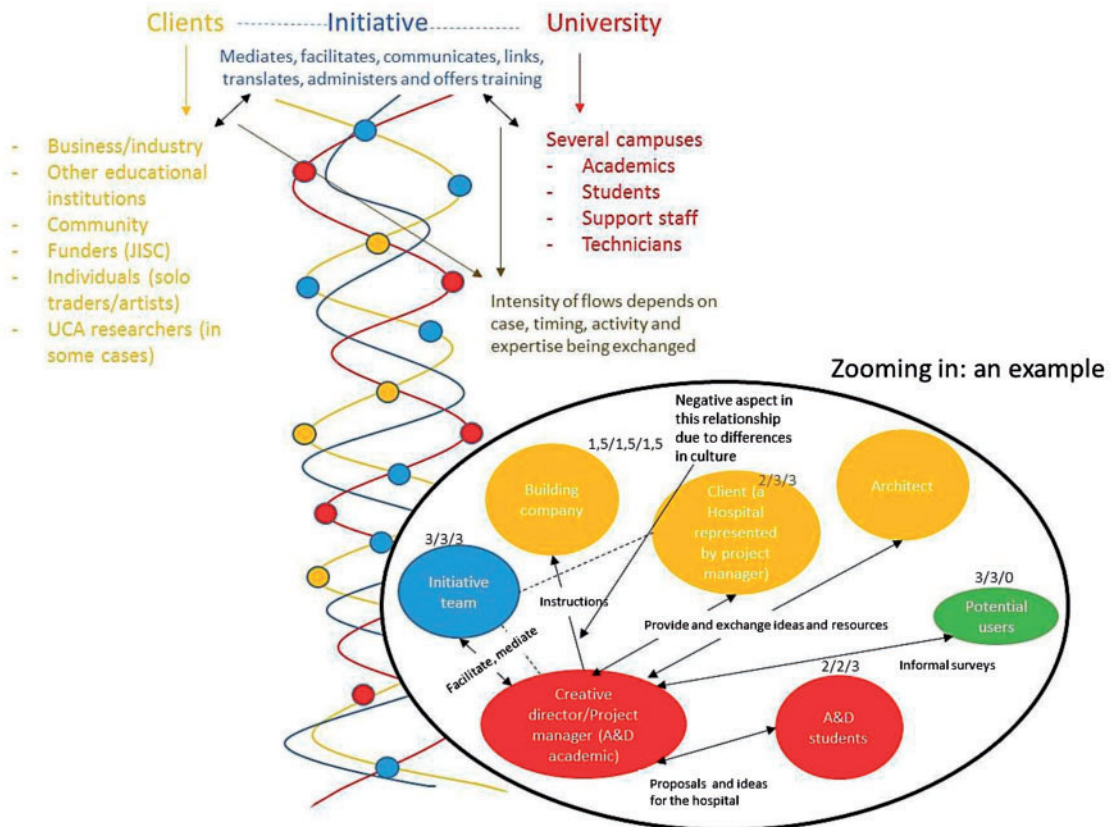 Clients
Initiative
University
Mediates, facilitates, communicates, links,
translates, administers and offers training
- Business/industry
- Other educational
institutions
- Community
- Funders (JISC)
- Individuals (solo
traders/artists)
- UCA researchers (in
some cases)
Several campuses
- Academics
- Students
- Support staff
- Technicians
Intensity of flows depends on
case, timing, activity and
expertise being exchanged
Zooming in: an example
Negative aspect in
this relationship
due to differences
in culture
1,5/1,5/1,5
Building
company
2/3/3
Client (a
Hospital
represented
by project
manager)
Architect
3/3/3
Initiative
team
Instructions
3/3/0
Potential
users
Provide and exchange ideas and resources
Facilitate, mediate
Informal surveys
2/2/3
Creative
director/Project
manager (A&D
academic)
A&D
students
Proposals and ideas
for the hospital